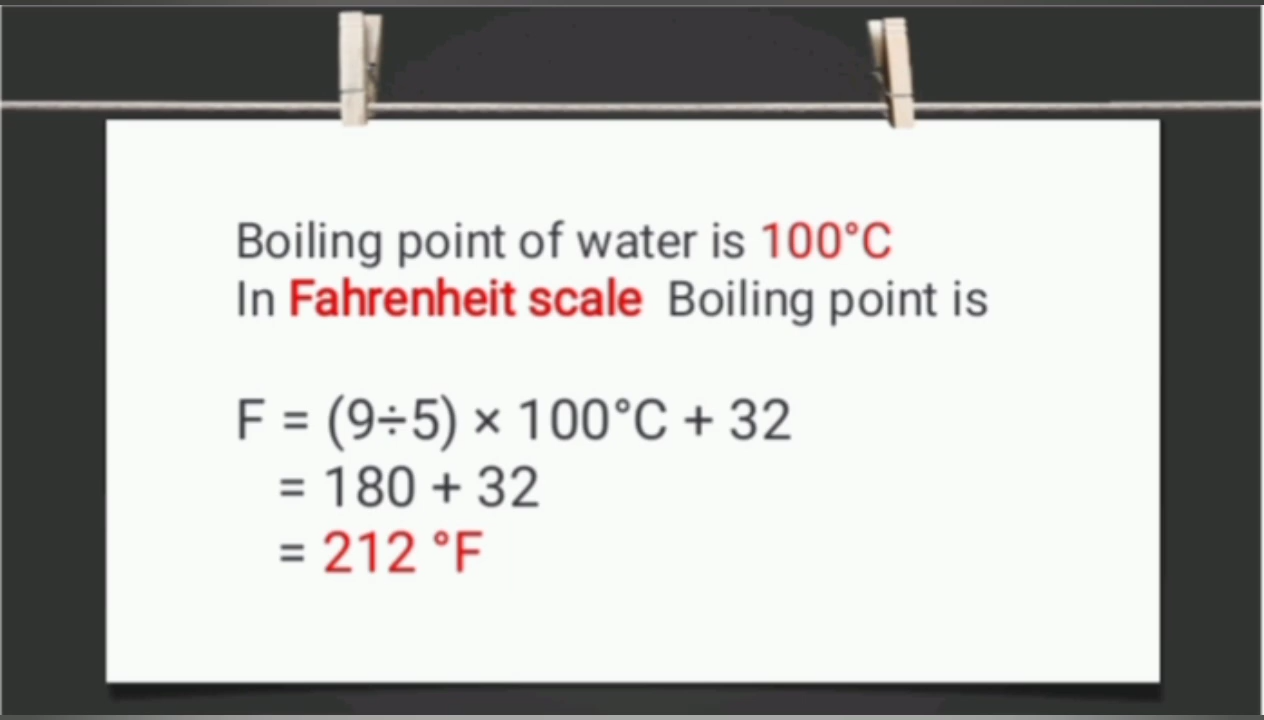 Boiling point of water is 100°C
In Fahrenheit scale Boiling point is
F = (9÷5) × 100°C + 32
= 180 + 32
= 212 °F